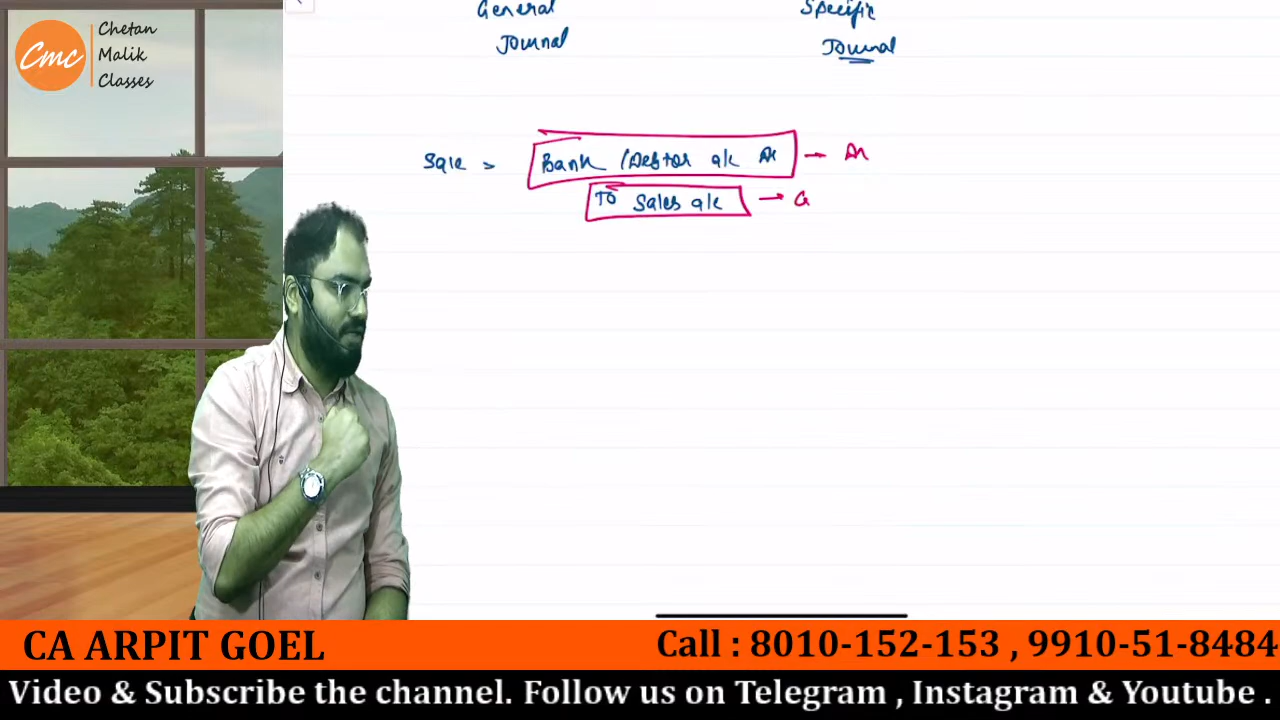 Cmc
Chetan
Malik
Classes
General
Journal
Specific
Journal
Sale = Bank / Debtor a/c Dr → Dr
To Sales a/c → Cr
CA ARPIT GOEL
Call : 8010-152-153 , 9910-51-8484
Video & Subscribe the channel. Follow us on Telegram , Instagram & Youtube .